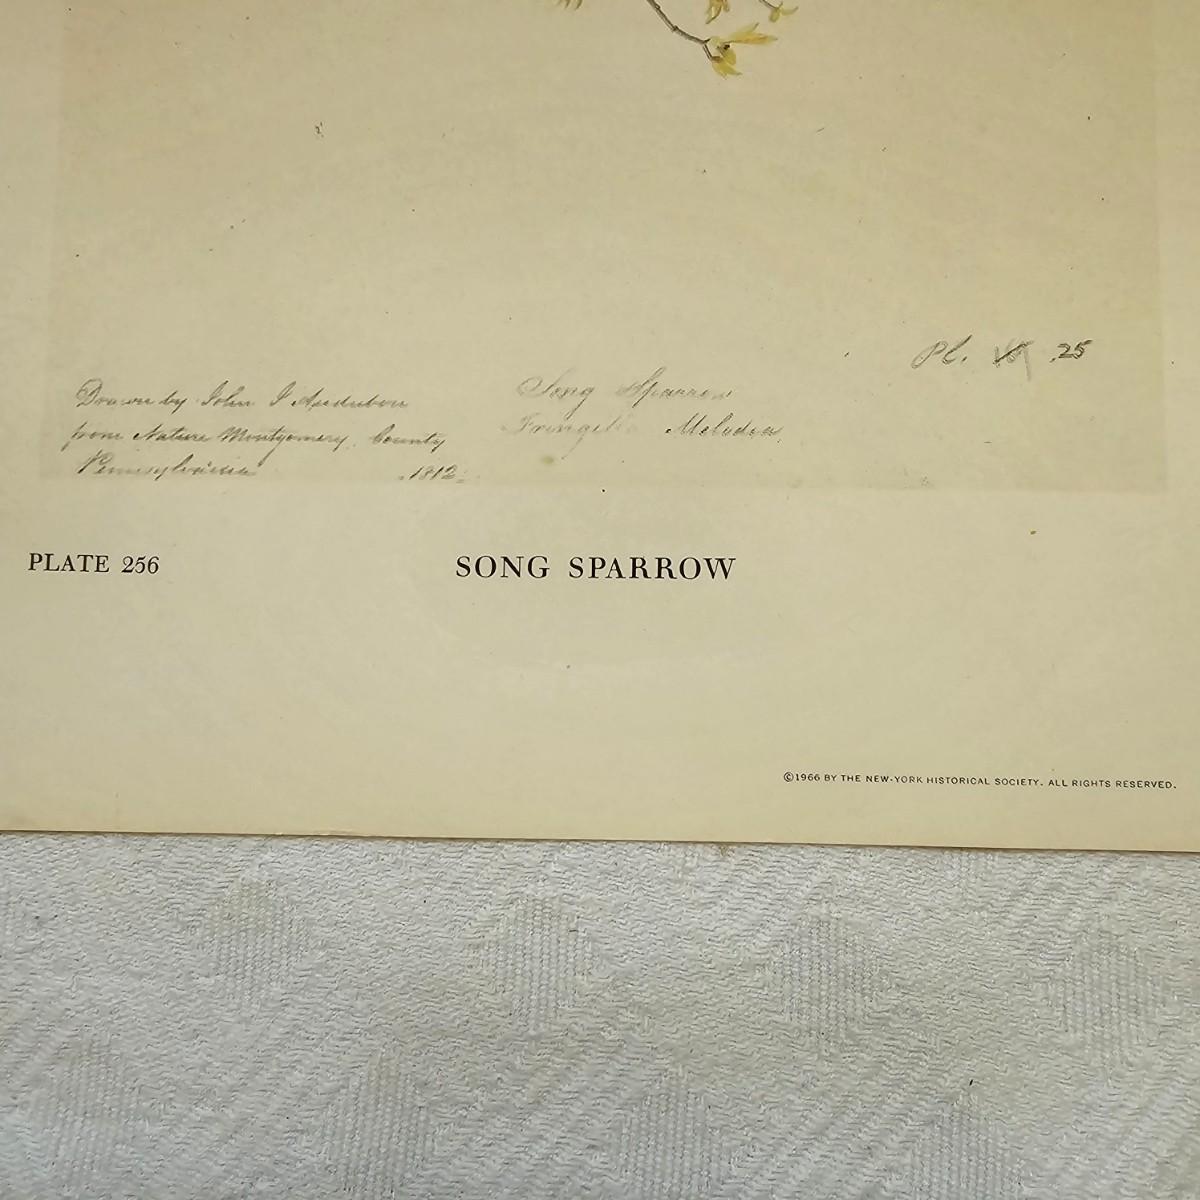 Pl. 25
Drawn by John J Audubon
from Nature Montgomery County
Pennsylvania .1812.
Song Sparrow
Fringilla Melodia
PLATE 256
SONG SPARROW
©1966 BY THE NEW-YORK HISTORICAL SOCIETY. ALL RIGHTS RESERVED.